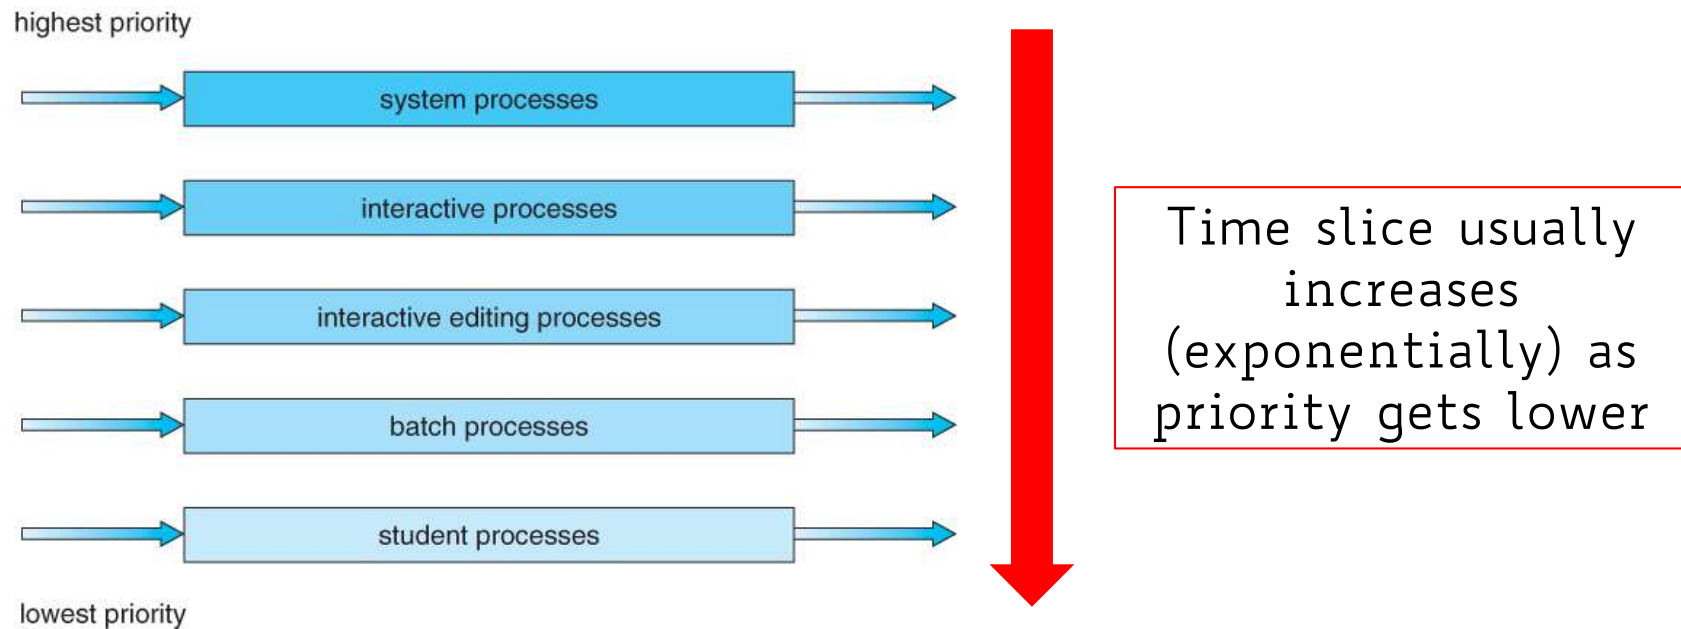 highest priority
system processes
interactive processes
interactive editing processes
batch processes
student processes
lowest priority
Time slice usually
increases
(exponentially) as
priority gets lower